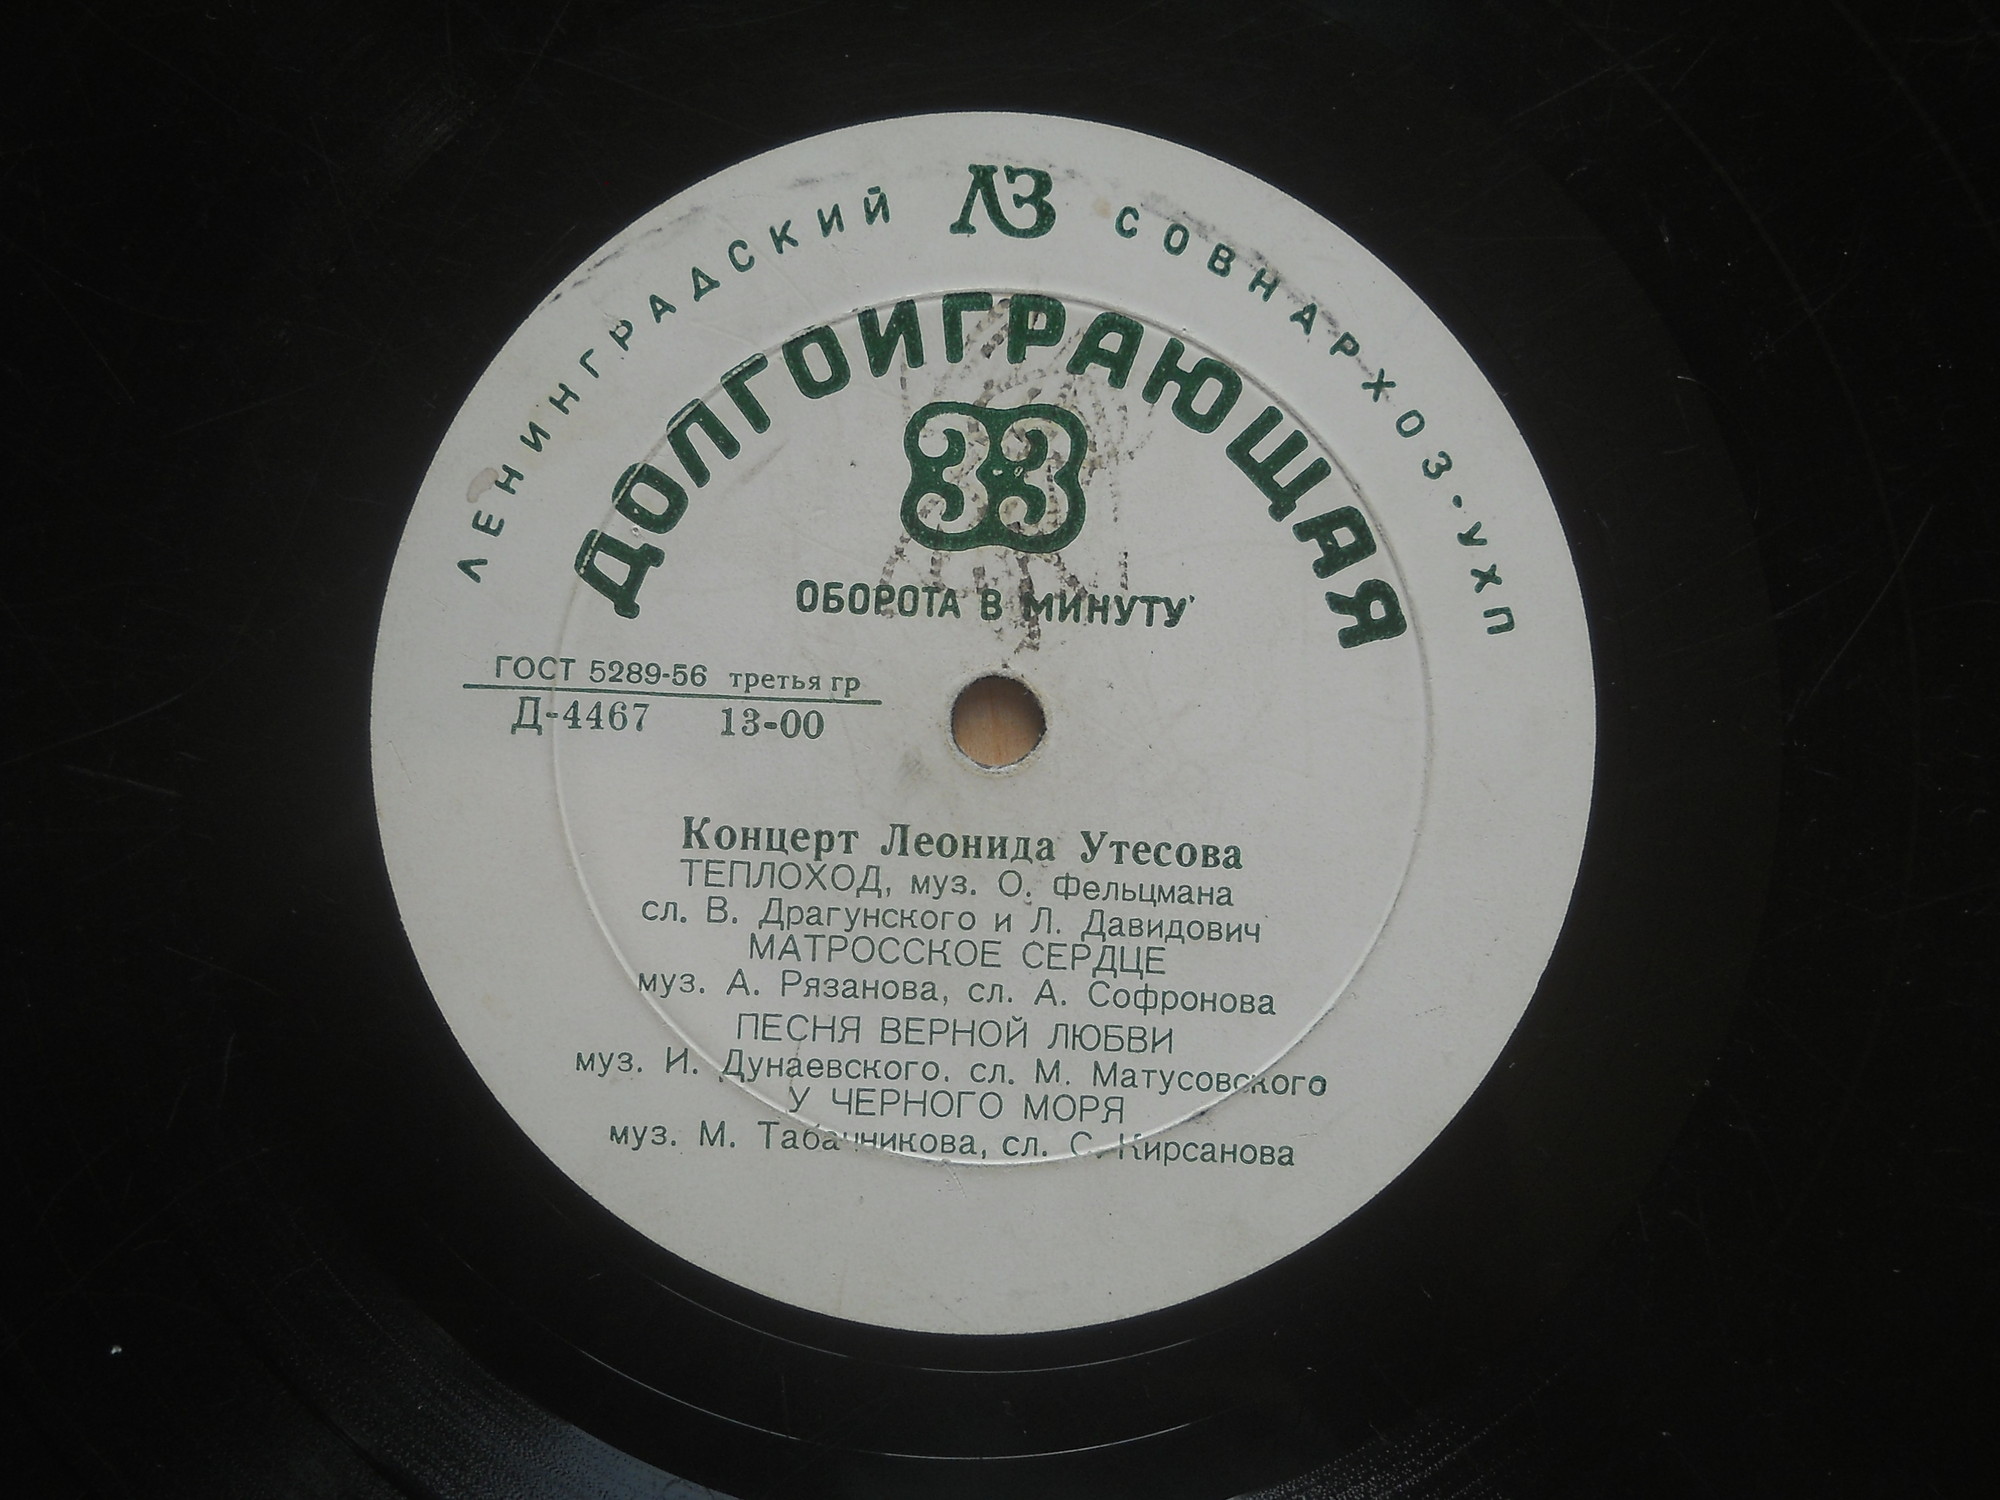 ЛЕНИНГРАДСКИЙ ЛЗ СОВНАРХОЗ·УХП
ДОЛГОИГРАЮЩАЯ
33
ОБОРОТА В МИНУТУ
ГОСТ 5289-56 третья гр
Д-4467 13-00
Концерт Леонида Утесова
ТЕПЛОХОД, муз. О. Фельцмана
сл. В. Драгунского и Л. Давидович
МАТРОССКОЕ СЕРДЦЕ
муз. А. Рязанова, сл. А. Софронова
ПЕСНЯ ВЕРНОЙ ЛЮБВИ
муз. И. Дунаевского. сл. М. Матусовского
У ЧЕРНОГО МОРЯ
муз. М. Табачникова, сл. С. Кирсанова